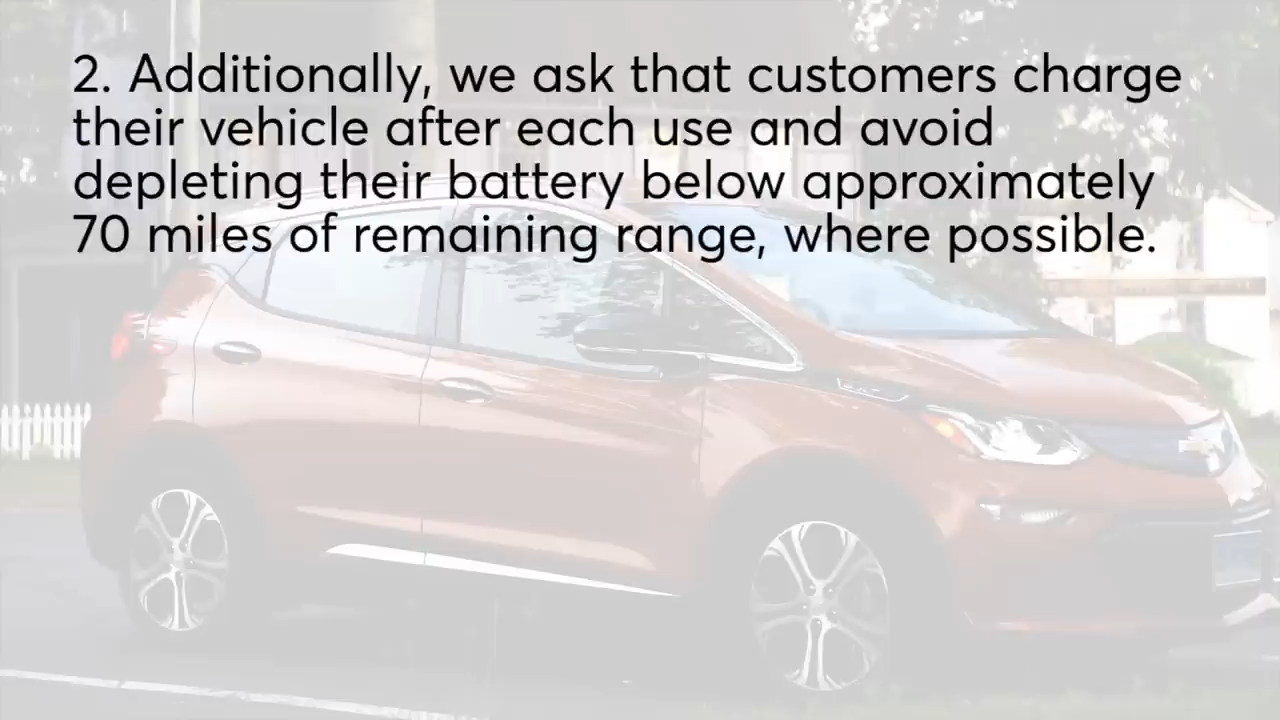 2. Additionally, we ask that customers charge
their vehicle after each use and avoid
depleting their battery below approximately
70 miles of remaining range, where possible.